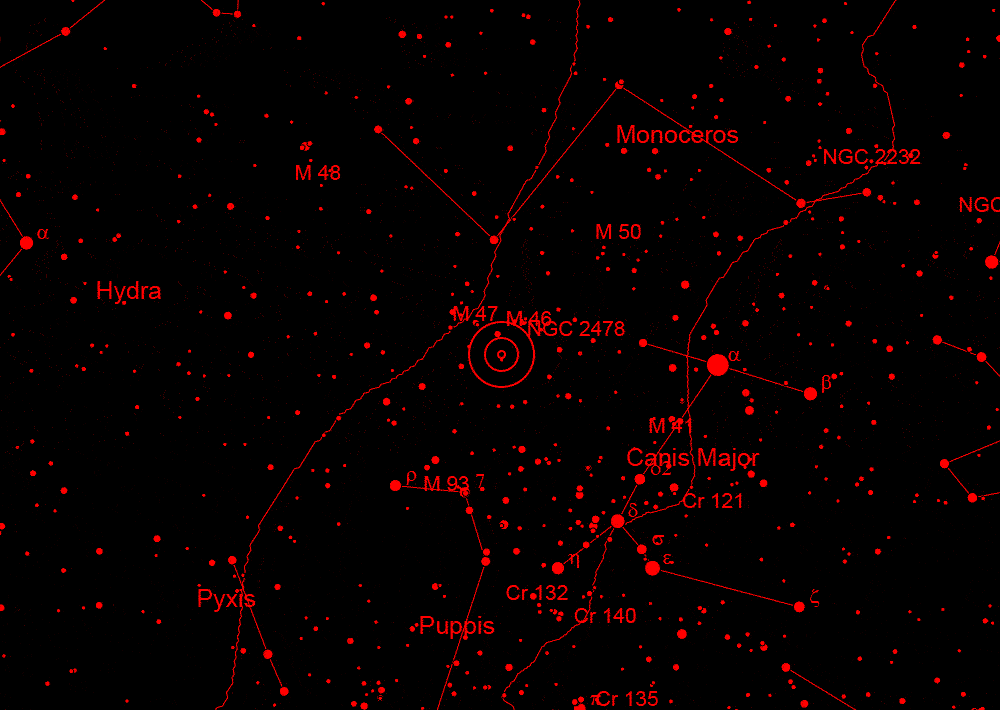 Monoceros
NGC 2232
M 48
NGC
M 50
α
Hydra
M 47
M 46
NGC 2478
α
β
M 41
Canis Major
ο2
ρ
M 93
Cr 121
δ
σ
η
ε
Cr 132
ζ
Pyxis
Cr 140
Puppis
π
Cr 135